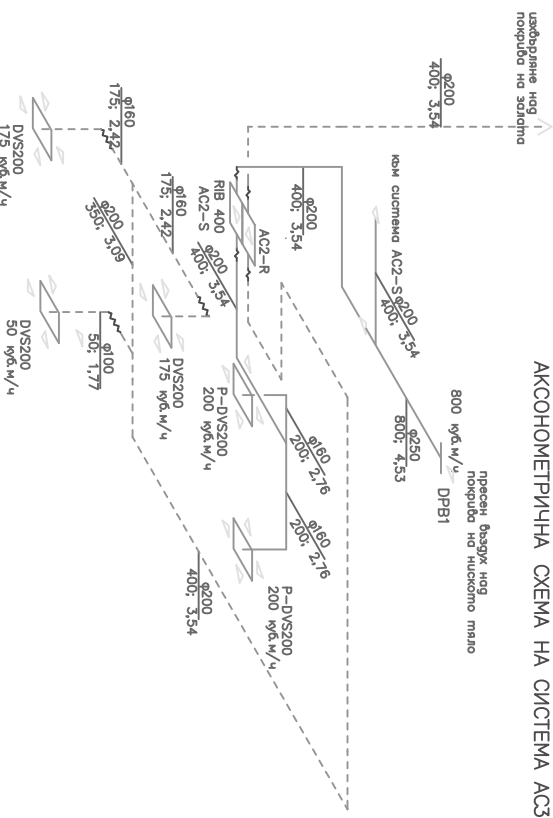 АКСОНОМЕТРИЧНА СХЕМА НА СИСТЕМА АС3
изхвърляне над
покрива на залата
φ200
400; 3,54
към система AC2-S
φ200
400; 3,54
800 куб.м/ч
пресен въздух над
покрива на ниското тяло
DPB1
φ250
800; 4,53
φ200
400; 3,54
AC2-R
RIB 400
AC2-S
φ200
400; 3,54
φ160
175; 2,42
φ160
175; 2,42
φ200
350; 3,09
DVS200
175 куб.м/ч
DVS200
175 куб.м/ч
φ100
50; 1,77
DVS200
50 куб.м/ч
P-DVS200
200 куб.м/ч
φ160
200; 2,76
φ160
200; 2,76
P-DVS200
200 куб.м/ч
φ200
400; 3,54